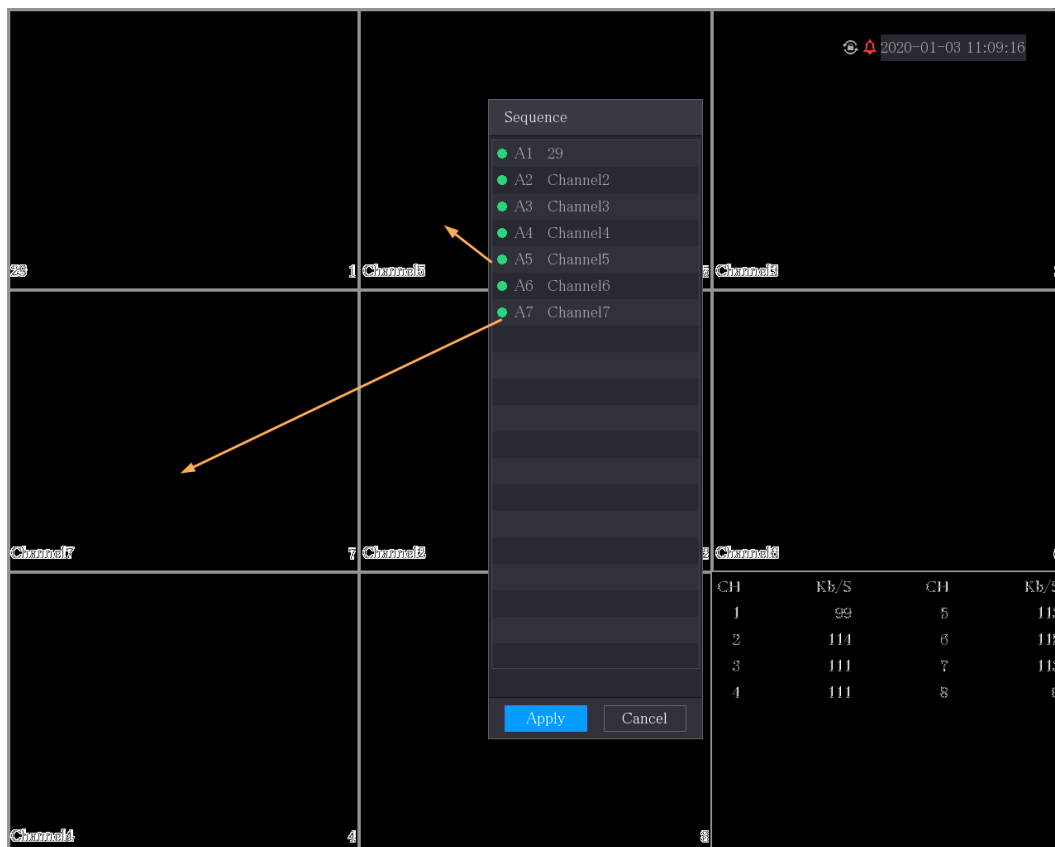 2020-01-03 11:09:16
Sequence
A1 29
A2 Channel2
A3 Channel3
A4 Channel4
A5 Channel5
A6 Channel6
A7 Channel7
Apply Cancel
29 1 Channel5
Channel7 7 Channel2
CH Kb/S CH
1 99 5
2 114 6
3 111 7
4 111 8
Channel4 4 8